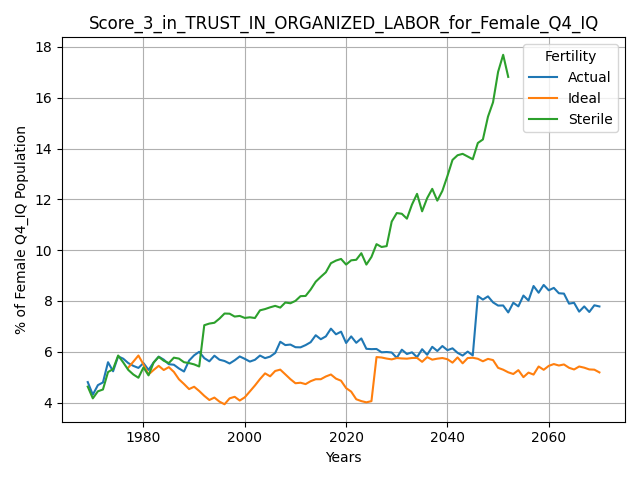 Score_3_in_TRUST_IN_ORGANIZED_LABOR_for_Female_Q4_IQ
Fertility
Actual
Ideal
Sterile
% of Female Q4_IQ Population
18
16
14
12
10
8
6
4
1980
2000
2020
2040
2060
Years